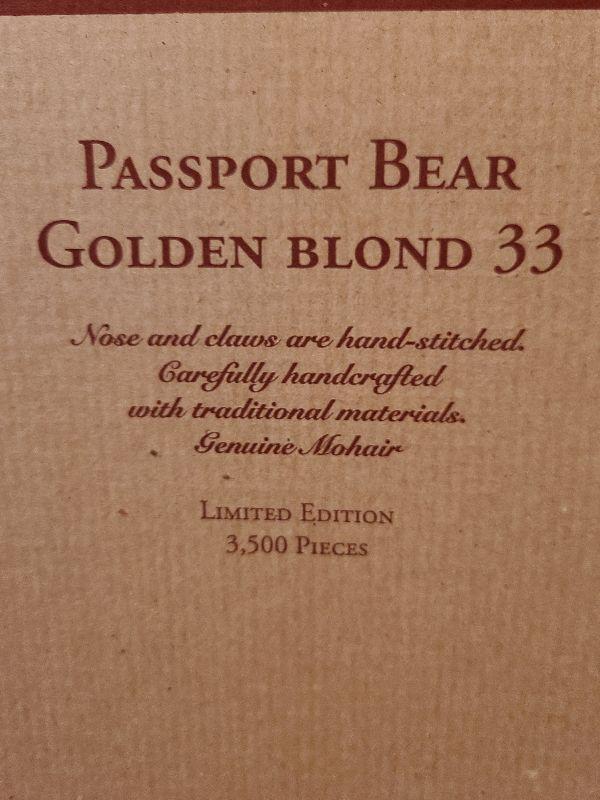 Passport Bear
Golden blond 33
Nose and claws are hand-stitched.
Carefully handcrafted
with traditional materials.
Genuine Mohair
Limited Edition
3,500 Pieces